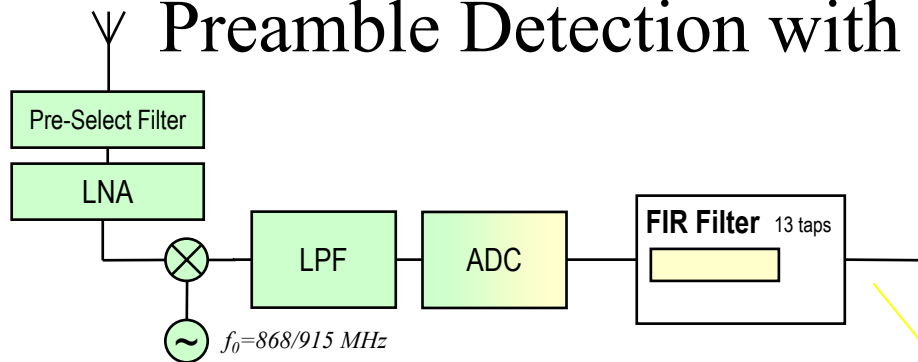 Preamble Detection with
Pre-Select Filter
LNA
LPF
ADC
FIR Filter 13 taps
~ f₀=868/915 MHz